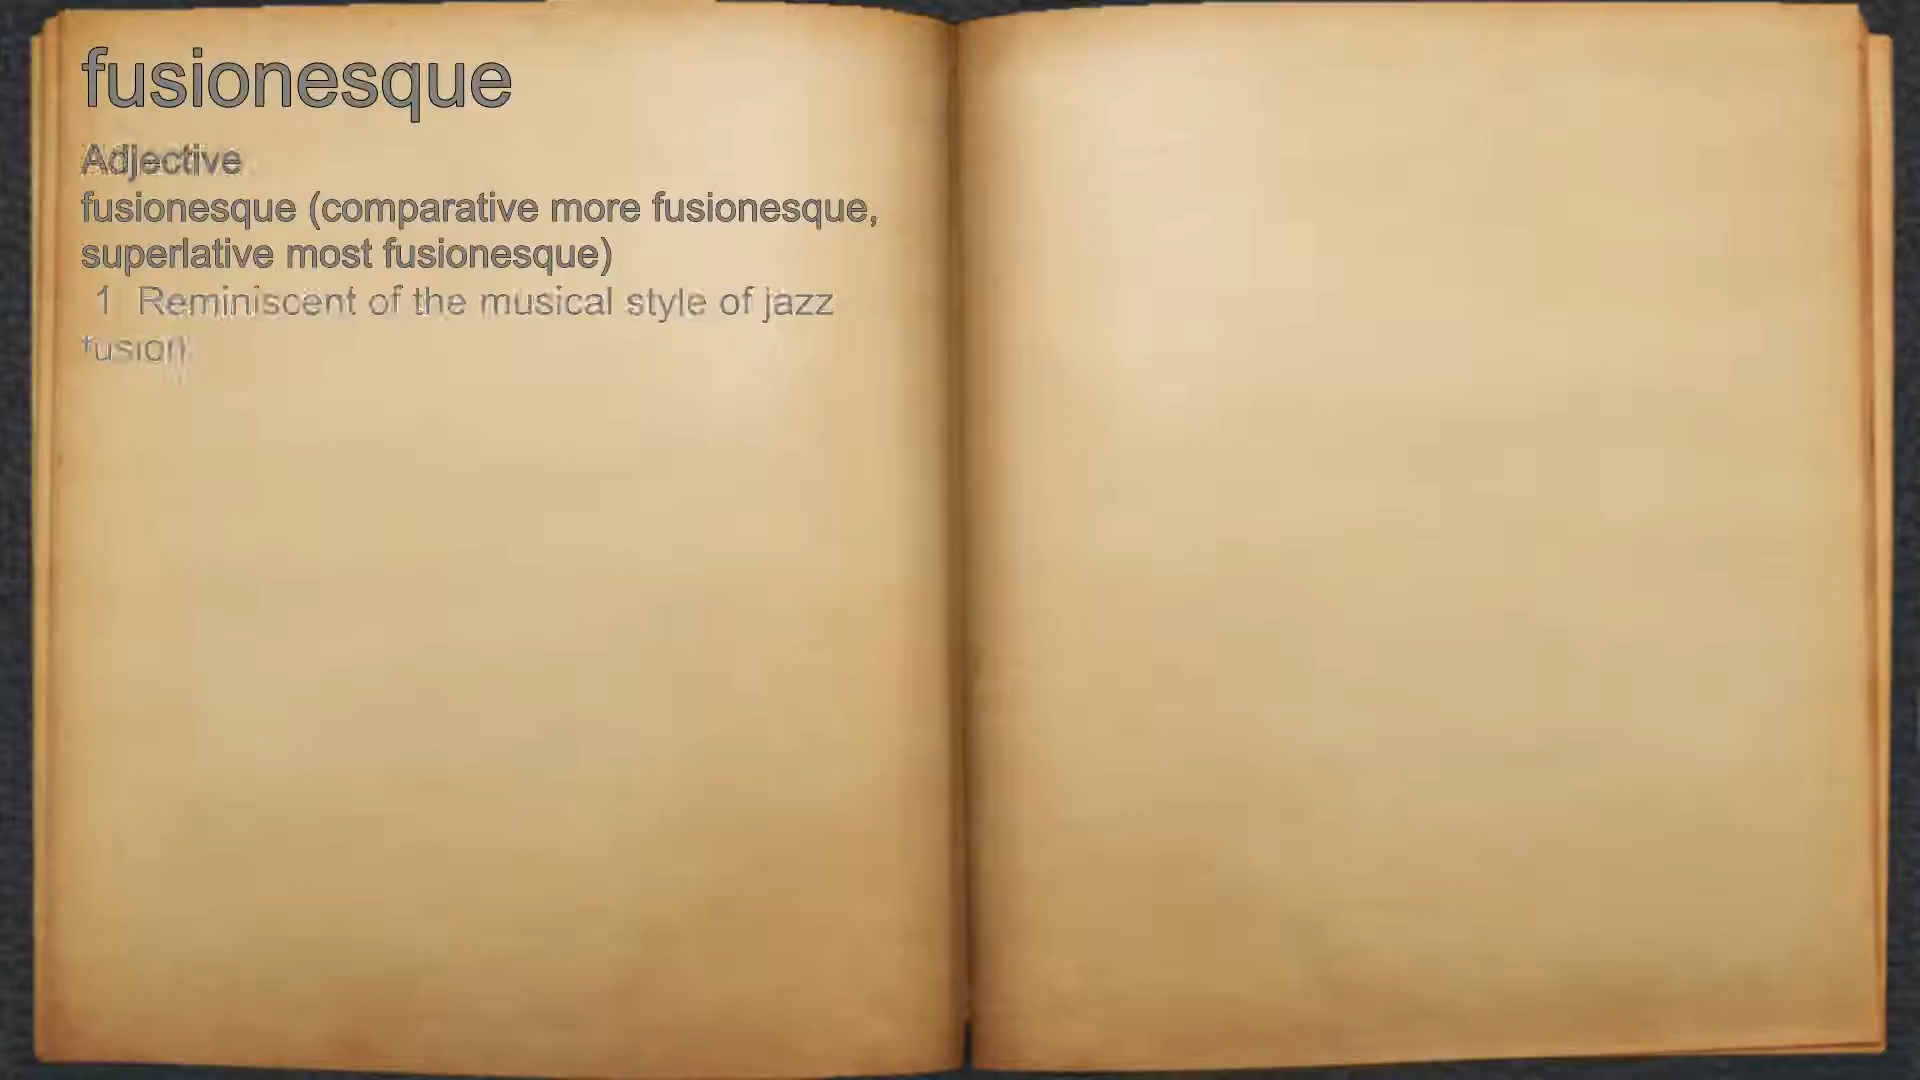 fusionesque
Adjective
fusionesque (comparative more fusionesque,
superlative most fusionesque)
1 Reminiscent of the musical style of jazz
fusion